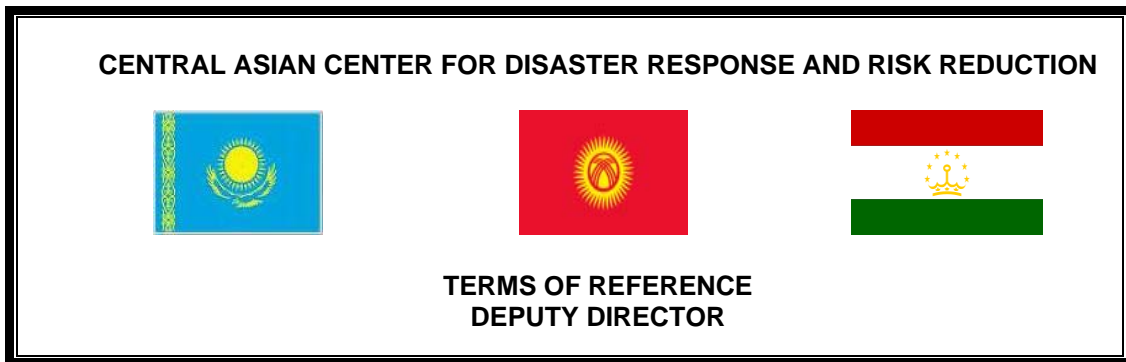 CENTRAL ASIAN CENTER FOR DISASTER RESPONSE AND RISK REDUCTION
TERMS OF REFERENCE
DEPUTY DIRECTOR